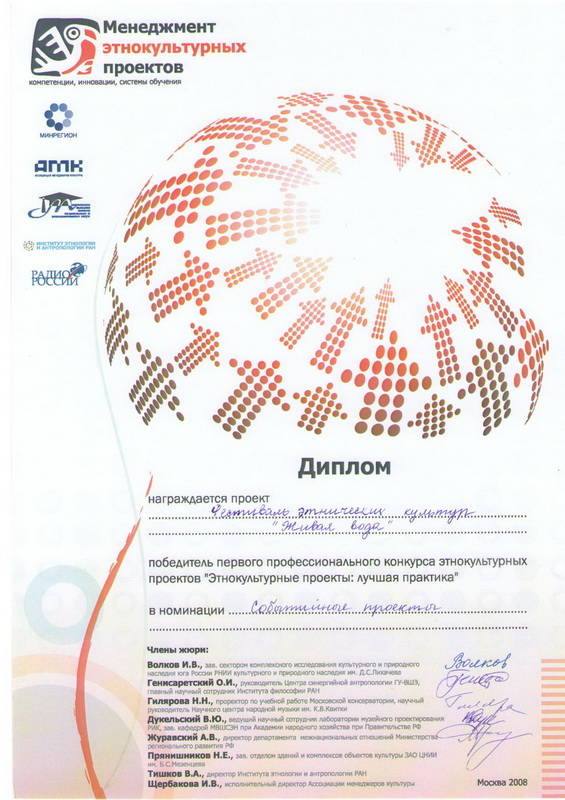 Менеджмент
этнокультурных
проектов
компетенции, инновации, системы обучения
МИНРЕГИОН
АМК
ИНСТИТУТ ЭТНОЛОГИИ
И АНТРОПОЛОГИИ РАН
РАДИО
РОССИИ
Диплом
награждается проект
Фестиваль этнических культур
"Живая вода"
победитель первого профессионального конкурса этнокультурных
проектов "Этнокультурные проекты: лучшая практика"
в номинации Событийные проекты
Члены жюри:
Волков И.В., зав. сектором комплексного исследования культурного и природного
наследия юга России РНИИ культурного и природного наследия им. Д.С.Лихачева
Генисаретский О.И., руководитель Центра синергийной антропологии ГУ-ВШЭ,
главный научный сотрудник Института философии РАН
Гилярова Н.Н., проректор по учебной работе Московской консерватории, научный
руководитель Научного центра народной музыки им. К.В.Квитки
Дукельский В.Ю., ведущий научный сотрудник лаборатории музейного проектирования
РИК, зав. кафедрой МВШСЭН при Академии народного хозяйства при Правительстве РФ
Журавский А.В., директор департамента межнациональных отношений Министерства
регионального развития РФ
Прянишников Н.Е., зав. отделом зданий и комплексов объектов культуры ЗАО ЦНИИ
им. Б.С.Мезенцева
Тишков В.А., директор Института этнологии и антропологии РАН
Щербакова И.В., исполнительный директор Ассоциации менеджеров культуры
Волков
Москва 2008